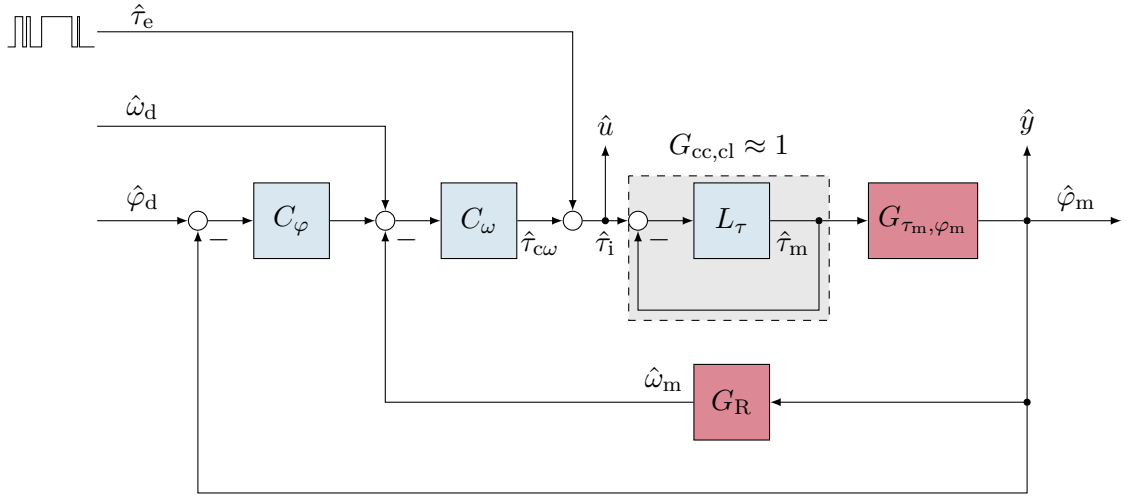 τ̂e
ω̂d
û
ŷ
Gcc,cl ≈ 1
φ̂d
Cφ
Cω
Lτ
Gτm,φm
φ̂m
−
−
−
τ̂cω
τ̂i
τ̂m
ω̂m
GR